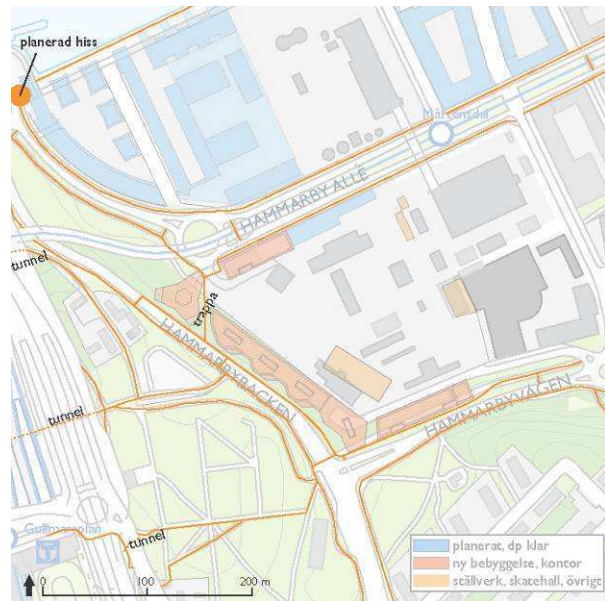 planerad hiss
Mårtensdal
HAMMARBY ALLÉ
tunnel
trappa
HAMMARBYBACKEN
HAMMARBYVÄGEN
tunnel
Gullmarsplan
T
tunnel
0 100 200 m
planerat, dp klar
ny bebyggelse, kontor
ställverk, skatehall, övrigt